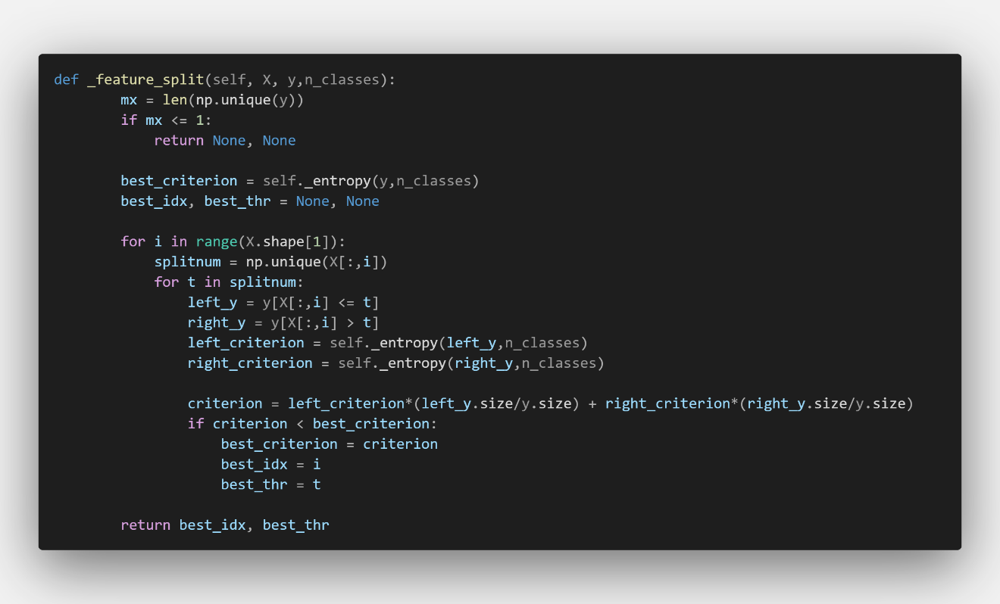 def _feature_split(self, X, y,n_classes):
        mx = len(np.unique(y))
        if mx <= 1:
            return None, None

        best_criterion = self._entropy(y,n_classes)
        best_idx, best_thr = None, None

        for i in range(X.shape[1]):
            splitnum = np.unique(X[:,i])
            for t in splitnum:
                left_y = y[X[:,i] <= t]
                right_y = y[X[:,i] > t]
                left_criterion = self._entropy(left_y,n_classes)
                right_criterion = self._entropy(right_y,n_classes)

                criterion = left_criterion*(left_y.size/y.size) + right_criterion*(right_y.size/y.size)
                if criterion < best_criterion:
                    best_criterion = criterion
                    best_idx = i
                    best_thr = t

        return best_idx, best_thr